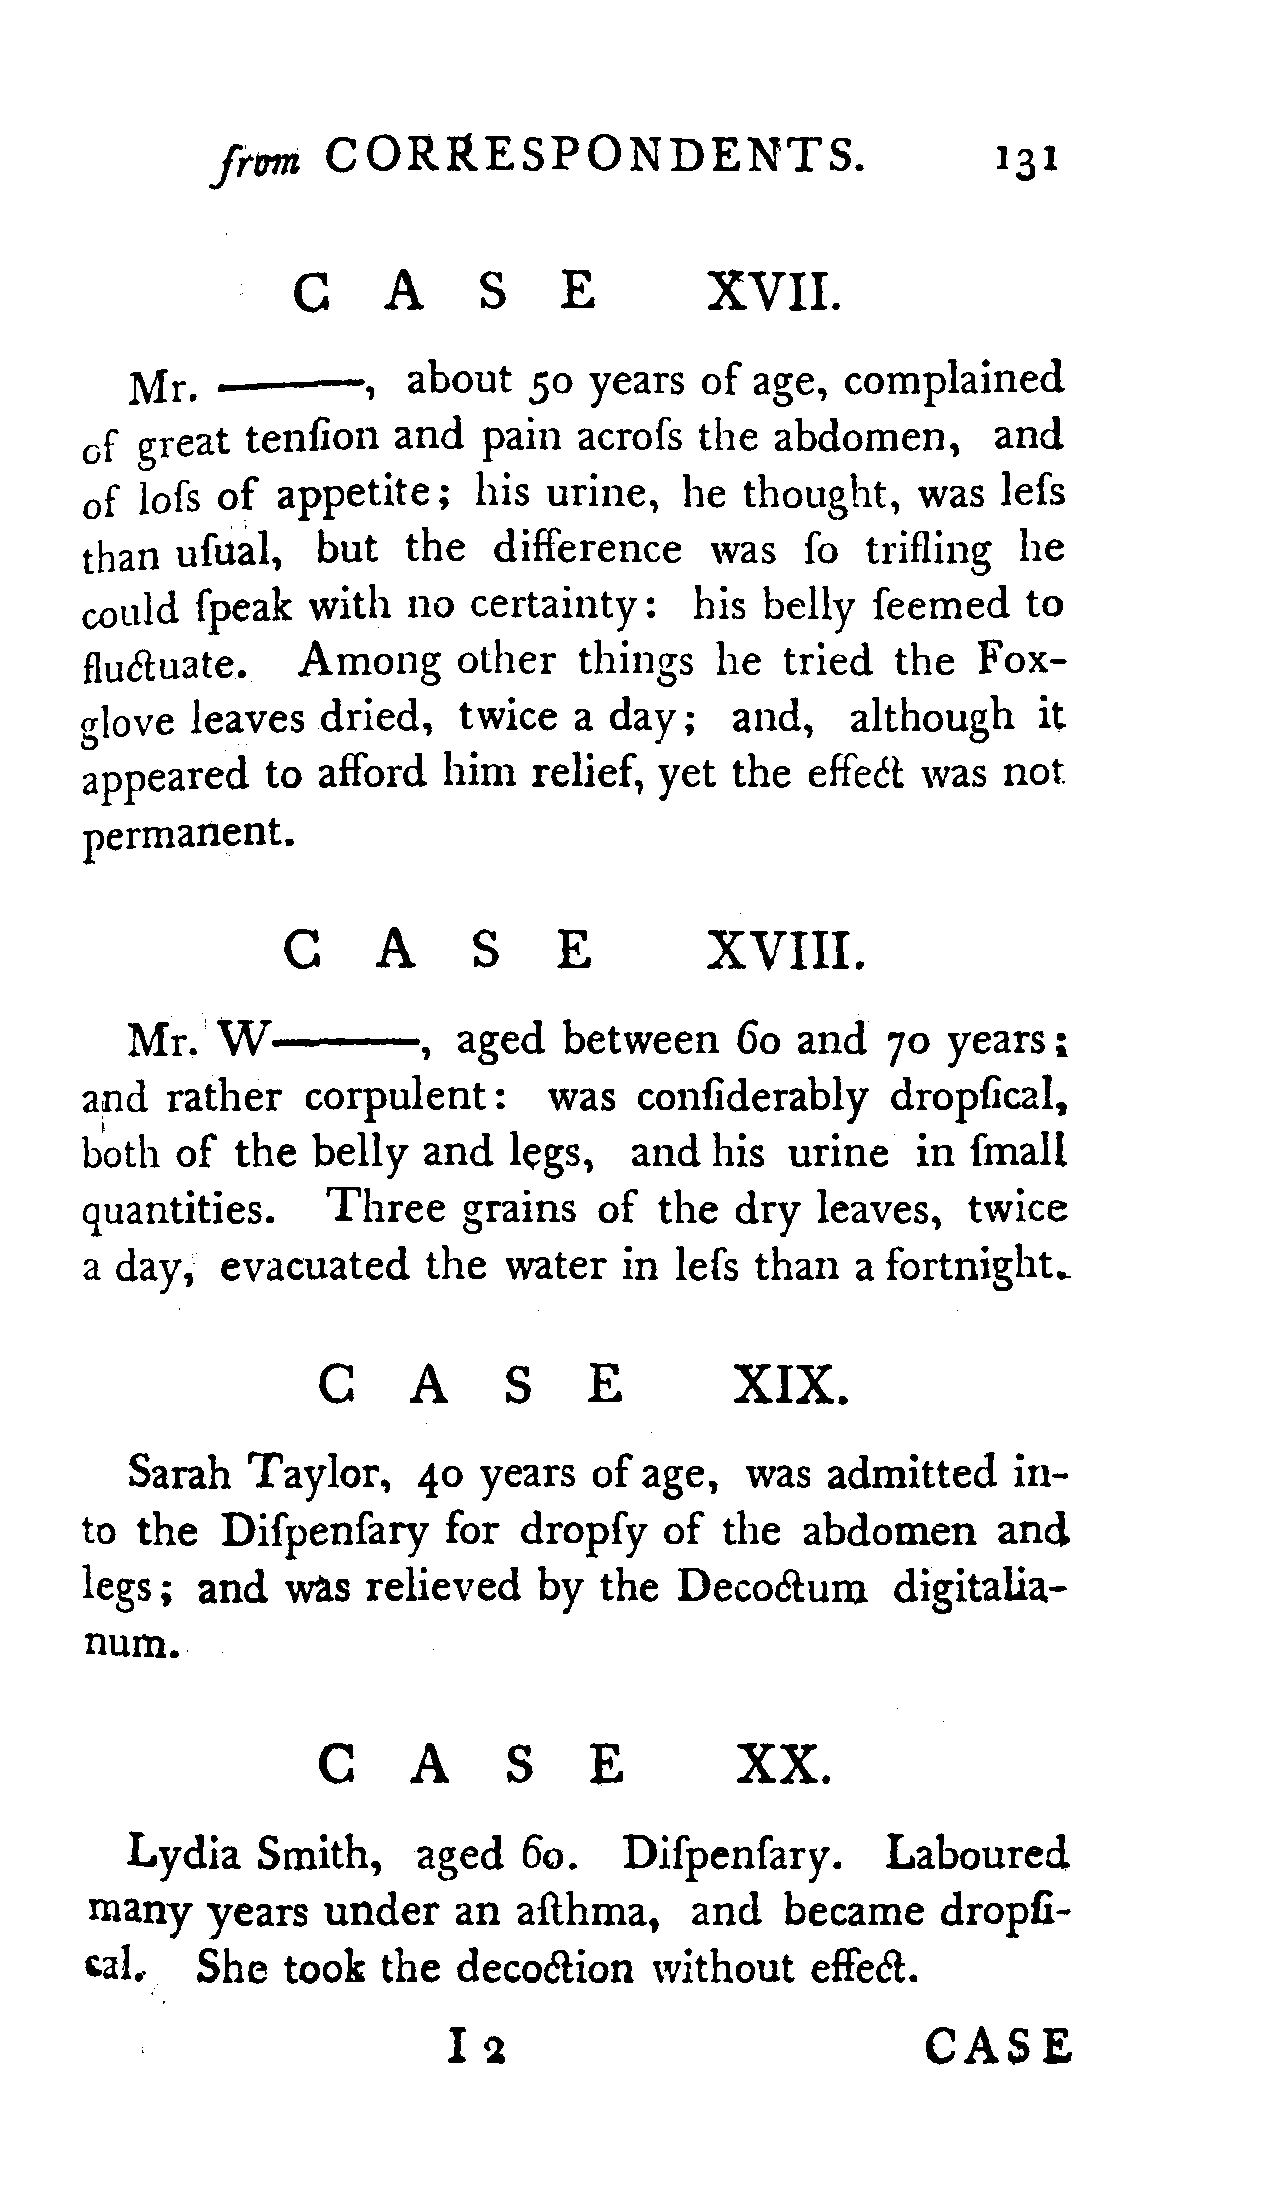 from CORRESPONDENTS. 131
CASE XVII.
Mr. ———, about 50 years of age, complained
of great tenſion and pain acroſs the abdomen, and
of loſs of appetite; his urine, he thought, was leſs
than uſual, but the difference was ſo trifling he
could ſpeak with no certainty: his belly ſeemed to
fluctuate. Among other things he tried the Fox-
glove leaves dried, twice a day; and, although it
appeared to afford him relief, yet the effect was not
permanent.
CASE XVIII.
Mr. W———, aged between 60 and 70 years;
and rather corpulent: was conſiderably dropſical,
both of the belly and legs, and his urine in ſmall
quantities. Three grains of the dry leaves, twice
a day, evacuated the water in leſs than a fortnight.
CASE XIX.
Sarah Taylor, 40 years of age, was admitted in-
to the Diſpenſary for dropſy of the abdomen and
legs; and was relieved by the Decoctum digitalia-
num.
CASE XX.
Lydia Smith, aged 60. Diſpenſary. Laboured
many years under an aſthma, and became dropſi-
cal. She took the decoction without effect.
I 2 CASE